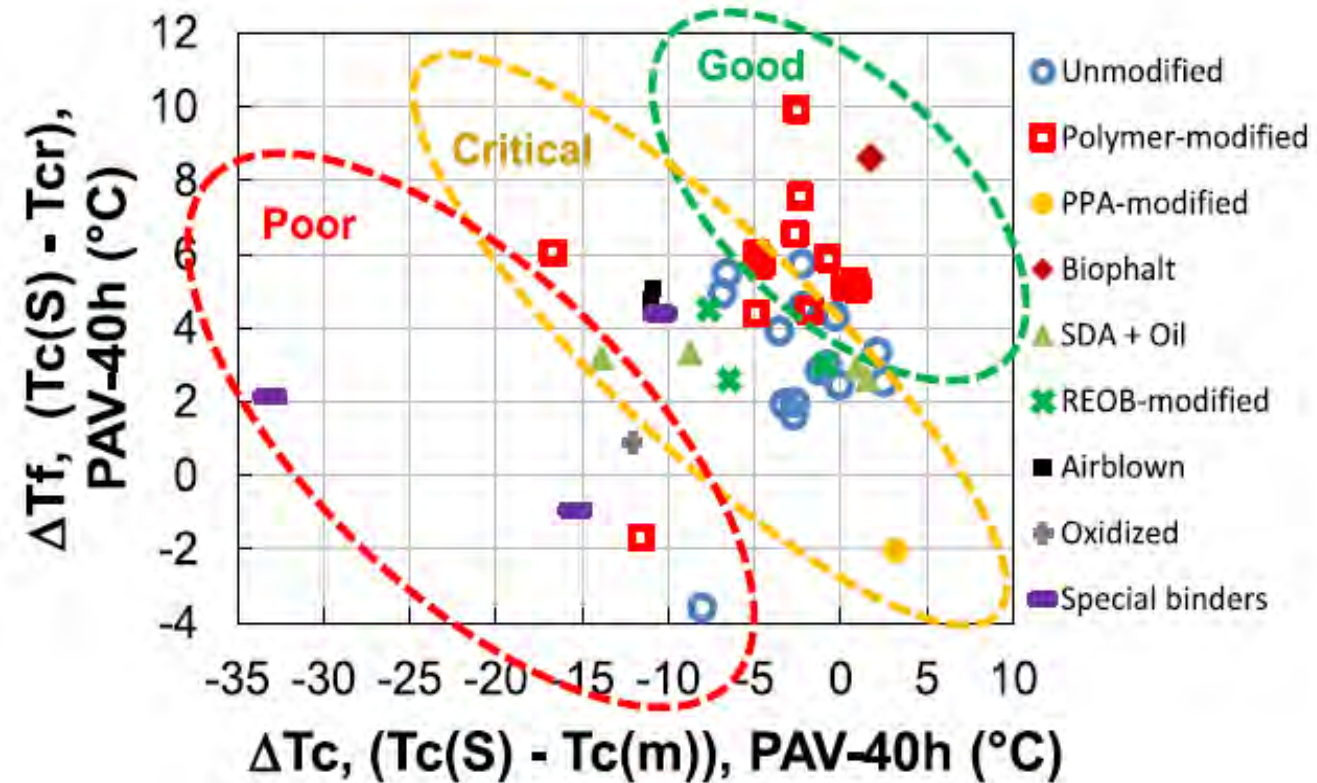 ΔTf, (Tc(S) - Tcr),
PAV-40h (°C)
12
10
8
6
4
2
0
-2
-4
Good
Critical
Poor
Unmodified
Polymer-modified
PPA-modified
Biophalt
SDA + Oil
REOB-modified
Airblown
Oxidized
Special binders
-35 -30 -25 -20 -15 -10 -5 0 5 10
ΔTc, (Tc(S) - Tc(m)), PAV-40h (°C)